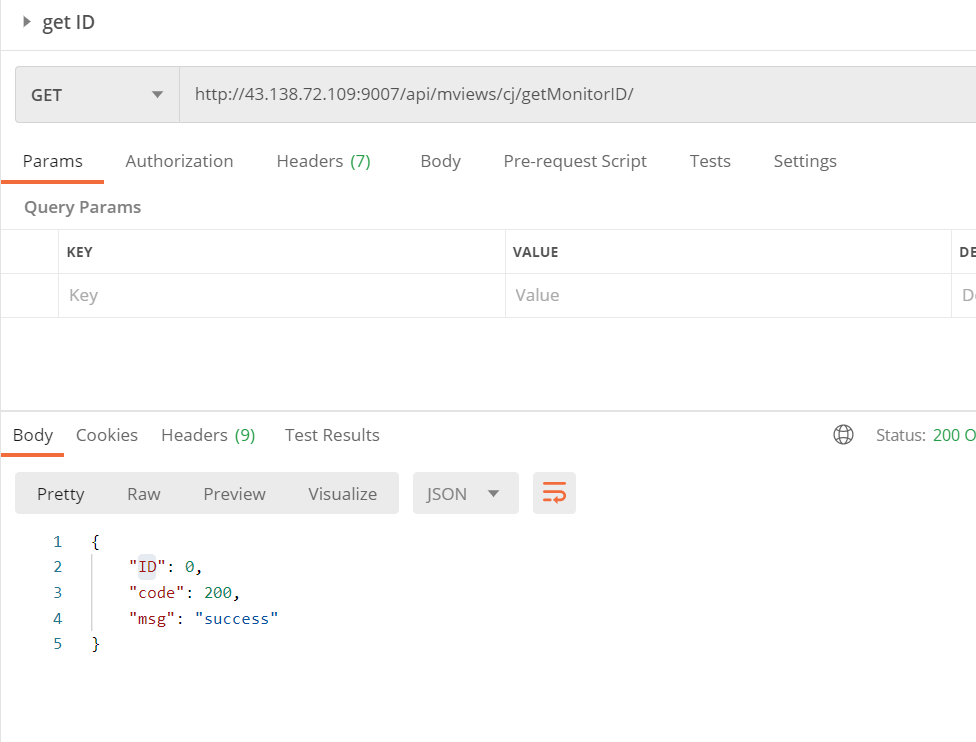 get ID
GET http://43.138.72.109:9007/api/mviews/cj/getMonitorID/
Params Authorization Headers (7) Body Pre-request Script Tests Settings
Query Params
KEY VALUE DE
Key Value De
Body Cookies Headers (9) Test Results Status: 200 O
Pretty Raw Preview Visualize JSON
1 {
2 "ID": 0,
3 "code": 200,
4 "msg": "success"
5 }